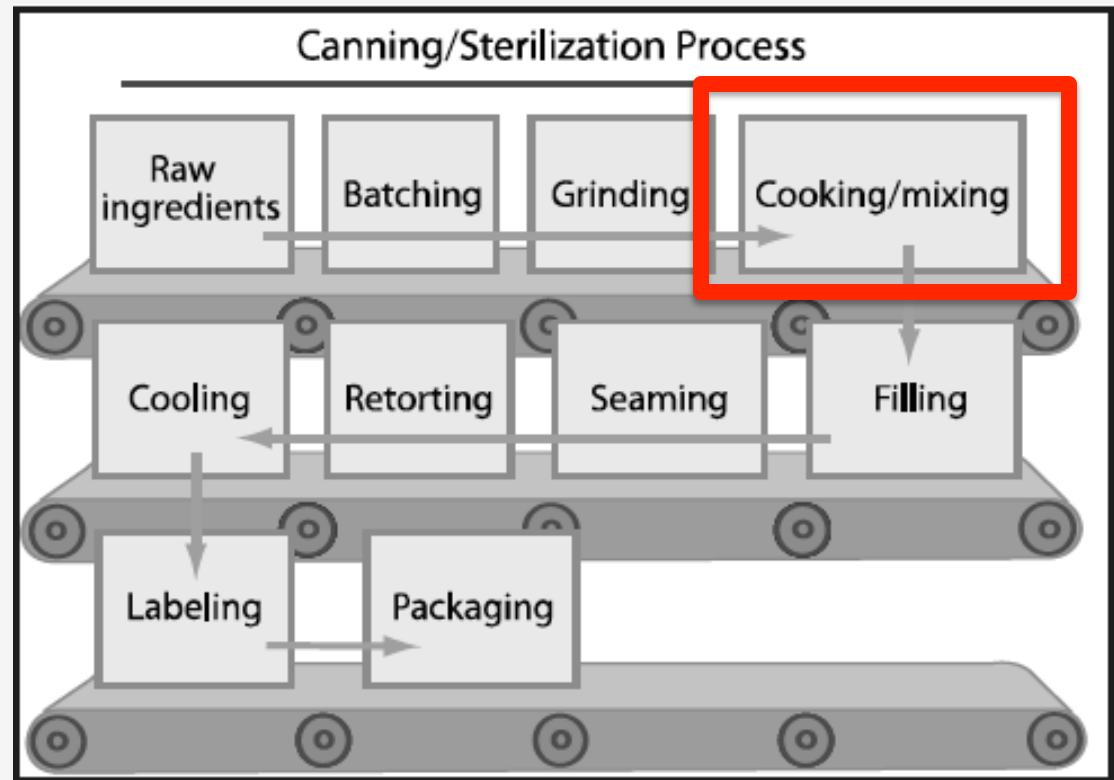 Canning/Sterilization Process
Raw
ingredients
Batching
Grinding
Cooking/mixing
Cooling
Retorting
Seaming
Filling
Labeling
Packaging